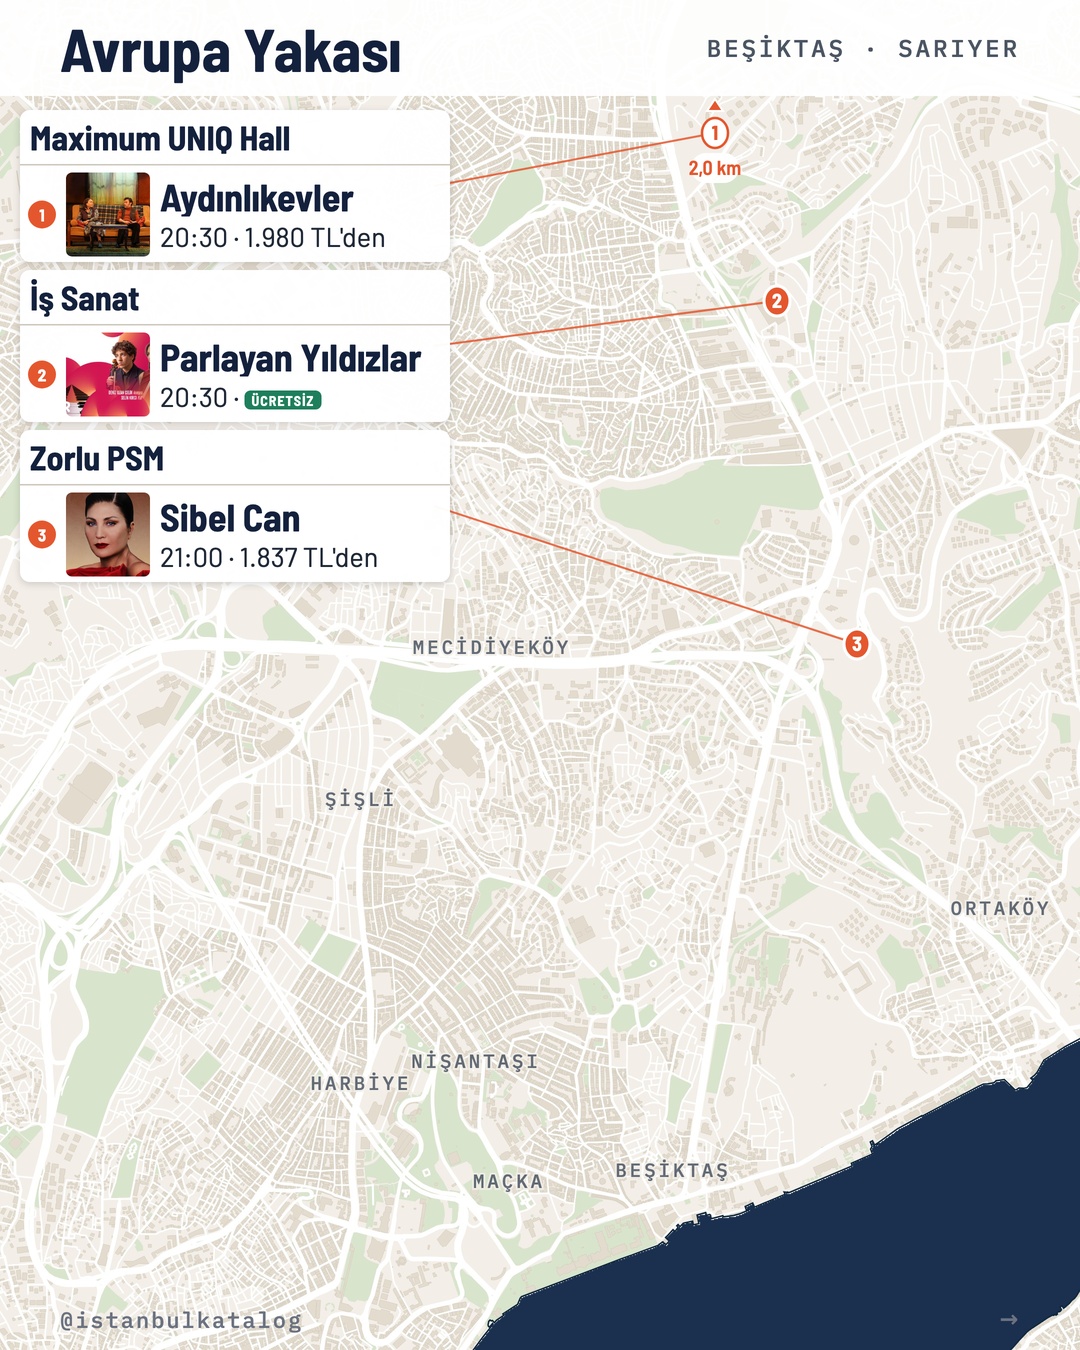 Avrupa Yakası
BEŞİKTAŞ · SARIYER
Maximum UNIQ Hall
1
Aydınlıkevler
20:30 · 1.980 TL'den
İş Sanat
2
Parlayan Yıldızlar
20:30 · ÜCRETSİZ
Zorlu PSM
3
Sibel Can
21:00 · 1.837 TL'den
1
2,0 km
2
3
MECİDİYEKÖY
ŞİŞLİ
ORTAKÖY
NİŞANTAŞI
HARBİYE
BEŞİKTAŞ
MAÇKA
@istanbulkatalog
→